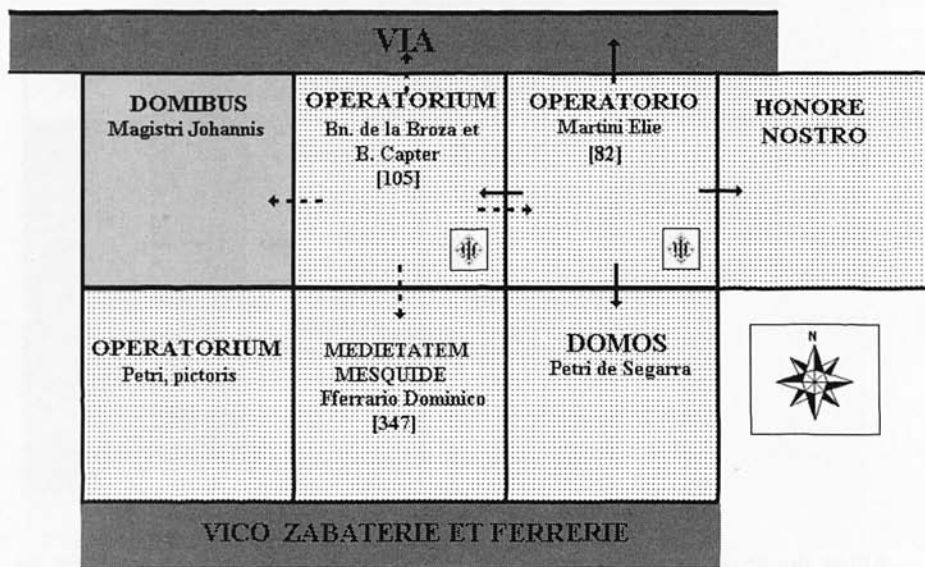 VIA
DOMIBUS
Magistri Johannis
OPERATORIUM
Bn. de la Broza et
B. Capter
[105]
OPERATORIO
Martini Elie
[82]
HONORE
NOSTRO
OPERATORIUM
Petri, pictoris
MEDIETATEM
MESQUIDE
Fferrario Dominico
[347]
DOMOS
Petri de Segarra
N
VICO ZABATERIE ET FERRERIE